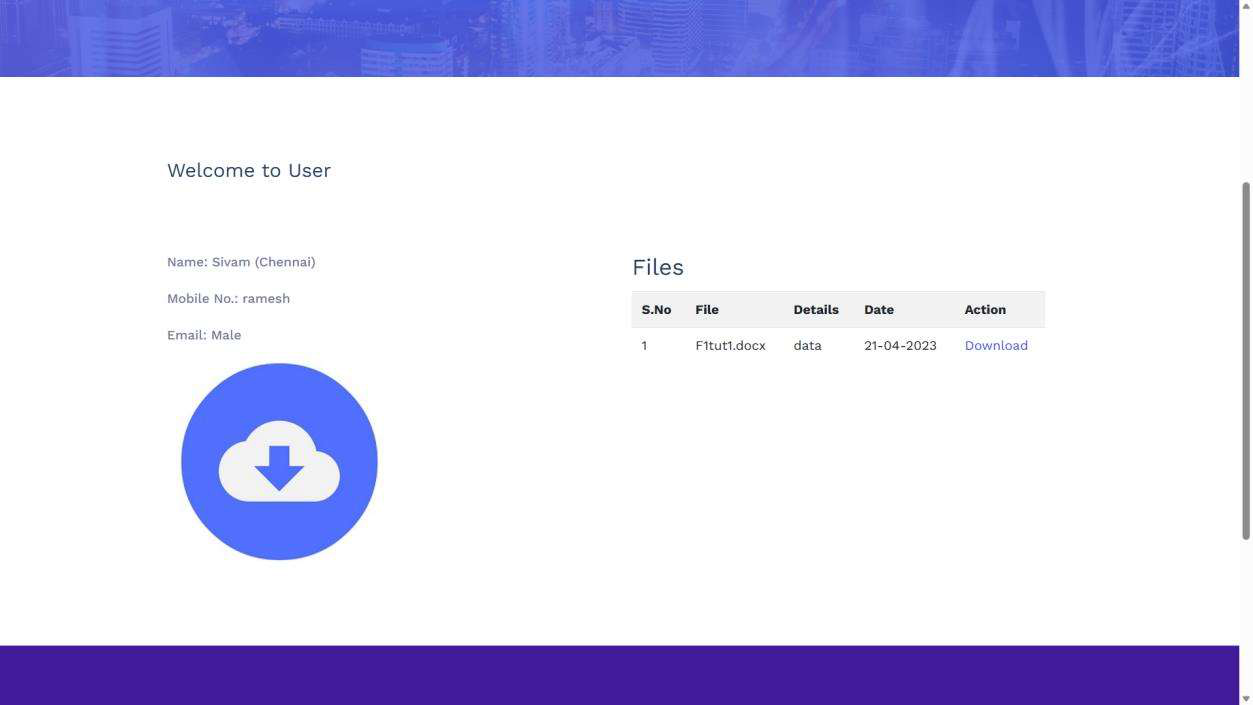 Welcome to User
Name: Sivam (Chennai)
Mobile No.: ramesh
Email: Male
Files
S.No File Details Date Action
1 F1tut1.docx data 21-04-2023 Download